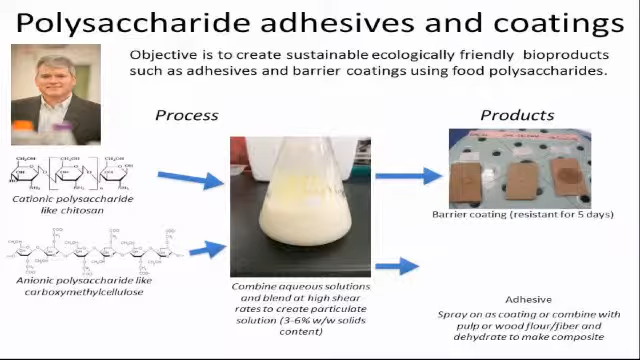 Polysaccharide adhesives and coatings
Objective is to create sustainable ecologically friendly bioproducts
such as adhesives and barrier coatings using food polysaccharides.
Process
Products
Cationic polysaccharide
like chitosan
Anionic polysaccharide like
carboxymethylcellulose
Combine aqueous solutions
and blend at high shear
rates to create particulate
solution (3-6% w/w solids
content)
Barrier coating (resistant for 5 days)
Adhesive
Spray on as coating or combine with
pulp or wood flour/fiber and
dehydrate to make composite